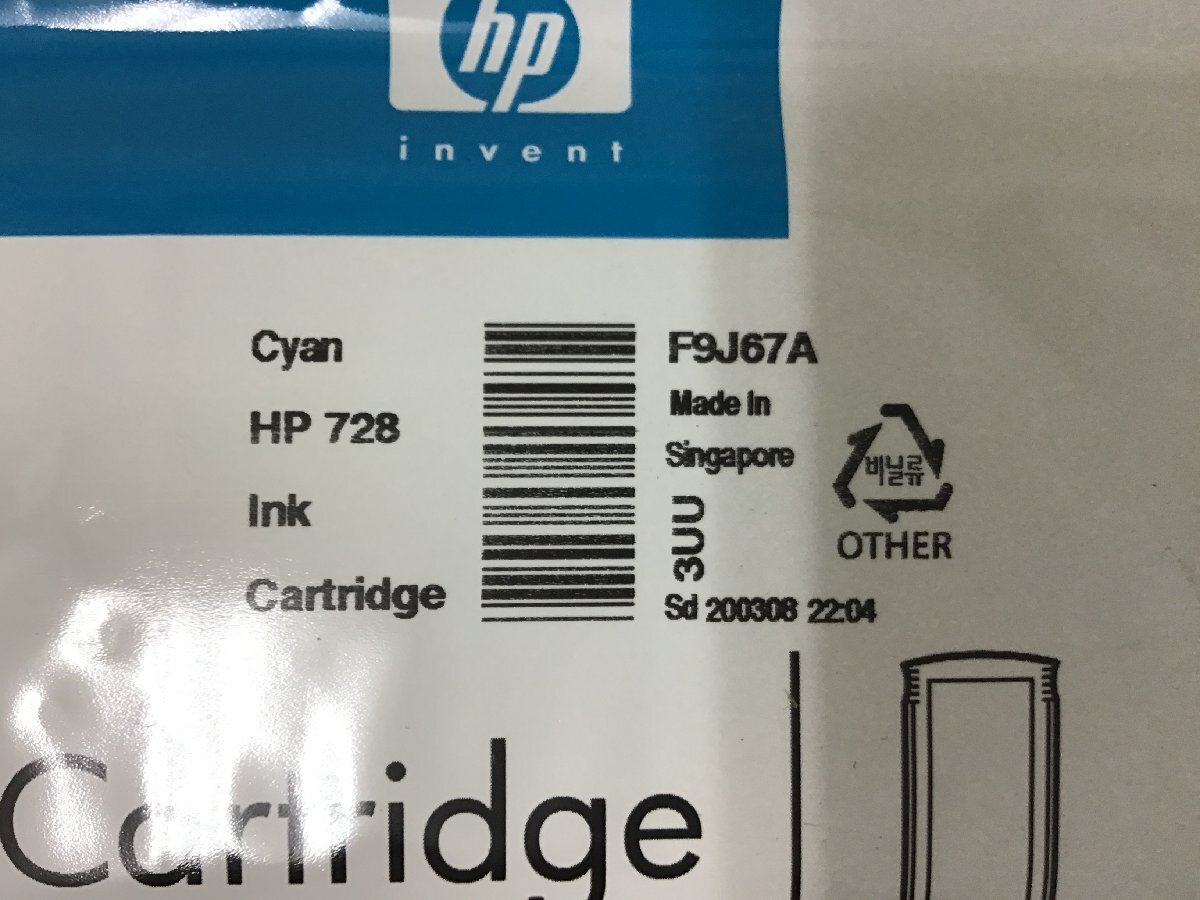 hp
invent
Cyan
HP 728
Ink
Cartridge
F9J67A
Made In
Singapore
3UU
Sd 200308 22:04
비닐류
OTHER
Cartridge